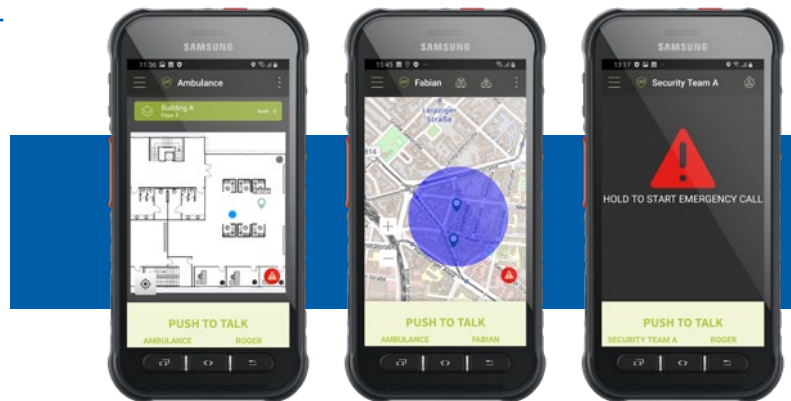 SAMSUNG
11:36
Ambulance
Building A
Floor 2
PUSH TO TALK
AMBULANCE ROGER
SAMSUNG
15:45
Fabian
Leipziger
Straße
814
+
−
PUSH TO TALK
AMBULANCE FABIAN
SAMSUNG
13:17
Security Team A
HOLD TO START EMERGENCY CALL
PUSH TO TALK
SECURITY TEAM A ROGER